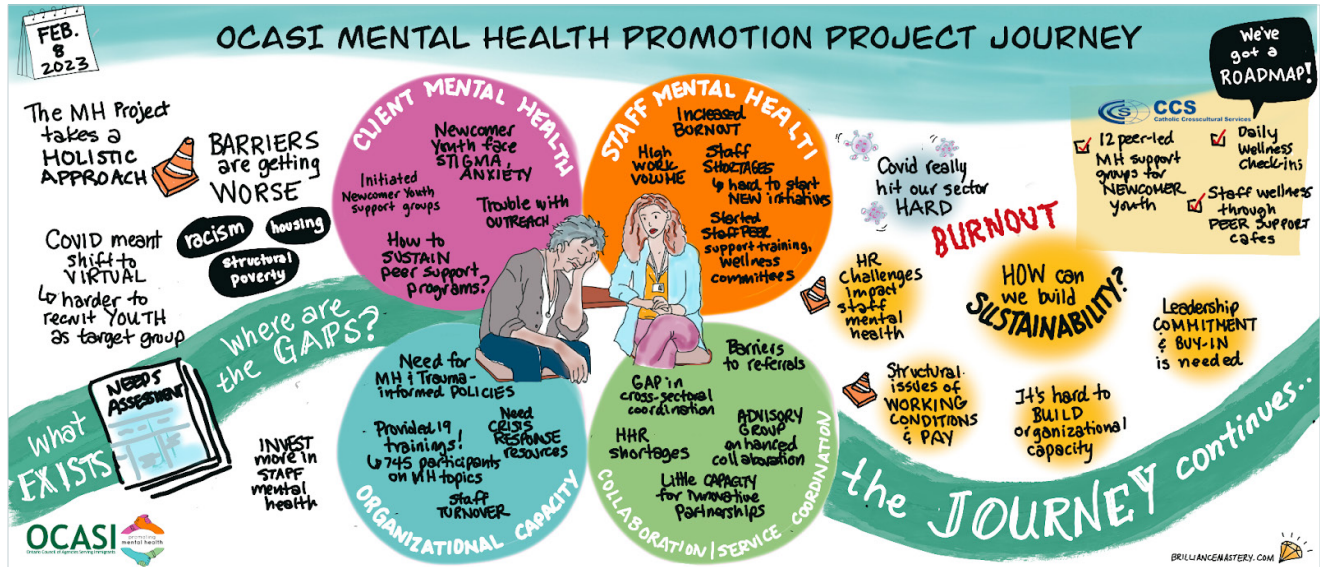 FEB.
8
2023
OCASI MENTAL HEALTH PROMOTION PROJECT JOURNEY
We've
got a
ROADMAP!
The MH Project
takes a
HOLISTIC
APPROACH
BARRIERS
are getting
WORSE
racism
housing
structural
poverty
COVID meant
shift to
VIRTUAL
↳ harder to
recruit YOUTH
as target group
What
EXISTS
NEEDS
ASSESSMENT
Where are
the GAPS?
INVEST
more in
STAFF
mental
health
OCASI
Ontario Council of Agencies Serving Immigrants
promoting
mental health
CLIENT MENTAL HEALTH
Newcomer
Youth face
STIGMA,
ANXIETY
Initiated
Newcomer Youth
support groups
Trouble with
OUTREACH
How to
SUSTAIN
peer support
programs?
STAFF MENTAL HEALTH
Increased
BURNOUT
High
WORK
VOLUME
Staff
SHORTAGES
↳ hard to start
NEW initiatives
Started
Staff PEER
support training,
wellness
committees
Need for
MH & Trauma-
informed POLICIES
Need
CRISIS
RESPONSE
resources
Provided 19
trainings!
↳ 745 participants
on MH topics
Staff
TURNOVER
ORGANIZATIONAL CAPACITY
Barriers
to referrals
GAP in
cross-sectoral
coordination
HHR
shortages
ADVISORY
GROUP
enhanced
collaboration
Little CAPACITY
for Innovative
Partnerships
COLLABORATION/SERVICE COORDINATION
Covid really
hit our sector
HARD
BURNOUT
CCS
Catholic Crosscultural Services
12 peer-led
MH support
groups for
NEWCOMER
youth
Daily
Wellness
Check-ins
Staff wellness
through
PEER SUPPORT
cafes
HR
Challenges
impact
staff
mental
health
HOW can
we build
SUSTAINABILITY?
Leadership
COMMITMENT
& BUY-IN
is needed
Structural
issues of
WORKING
CONDITIONS
& PAY
It's hard to
BUILD
organizational
capacity
the JOURNEY continues..
BRILLIANCEMASTERY.COM